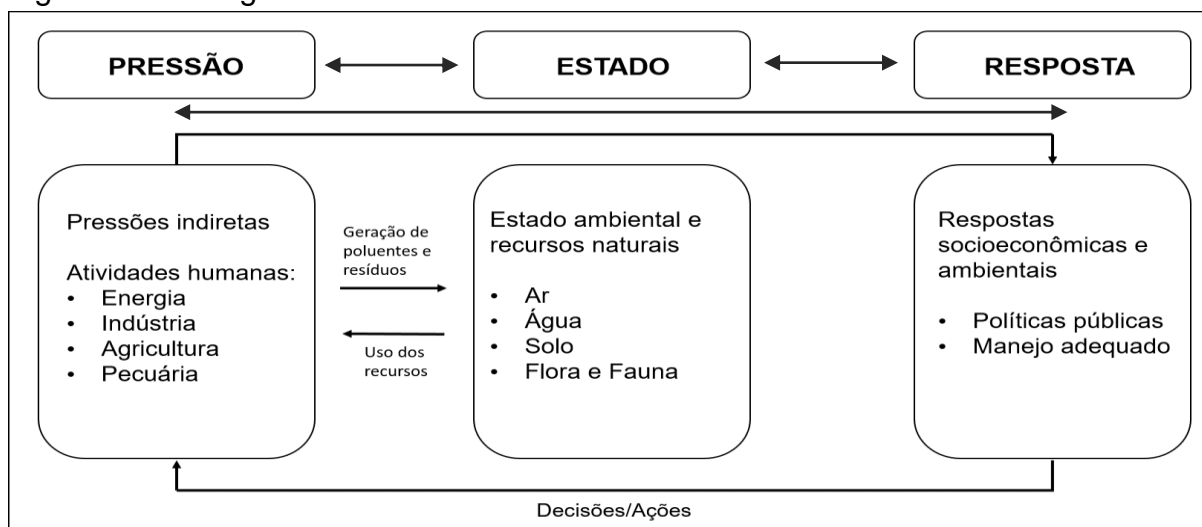 PRESSÃO
ESTADO
RESPOSTA
Pressões indiretas
Atividades humanas:
• Energia
• Indústria
• Agricultura
• Pecuária
Geração de
poluentes e
resíduos
Uso dos
recursos
Estado ambiental e
recursos naturais
• Ar
• Água
• Solo
• Flora e Fauna
Respostas
socioeconômicas e
ambientais
• Políticas públicas
• Manejo adequado
Decisões/Ações